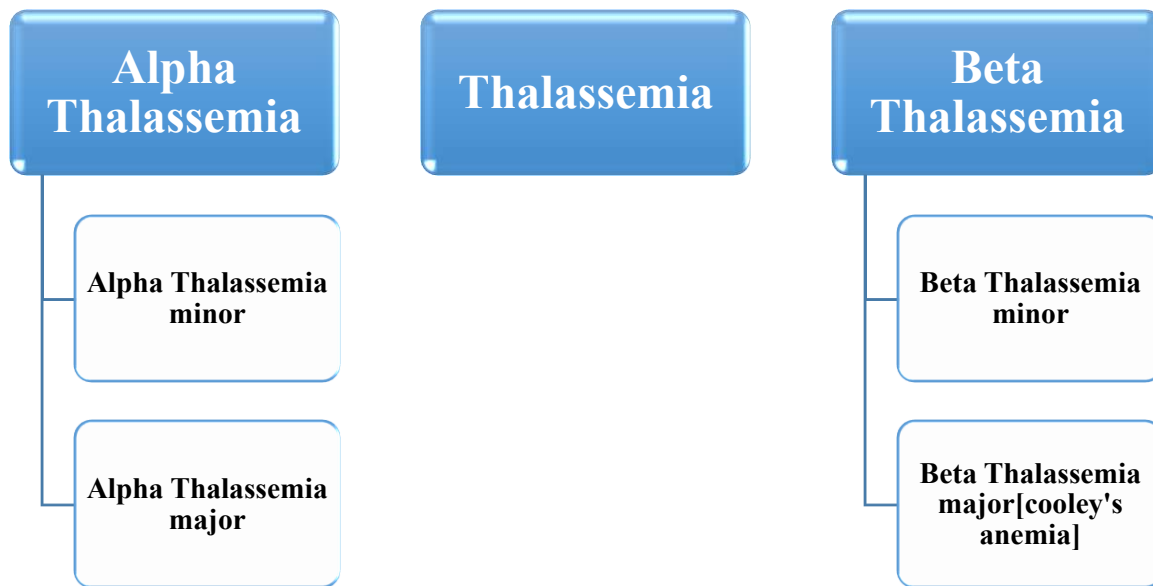 Alpha
Thalassemia
Thalassemia
Beta
Thalassemia
Alpha Thalassemia
minor
Alpha Thalassemia
major
Beta Thalassemia
minor
Beta Thalassemia
major[cooley's
anemia]